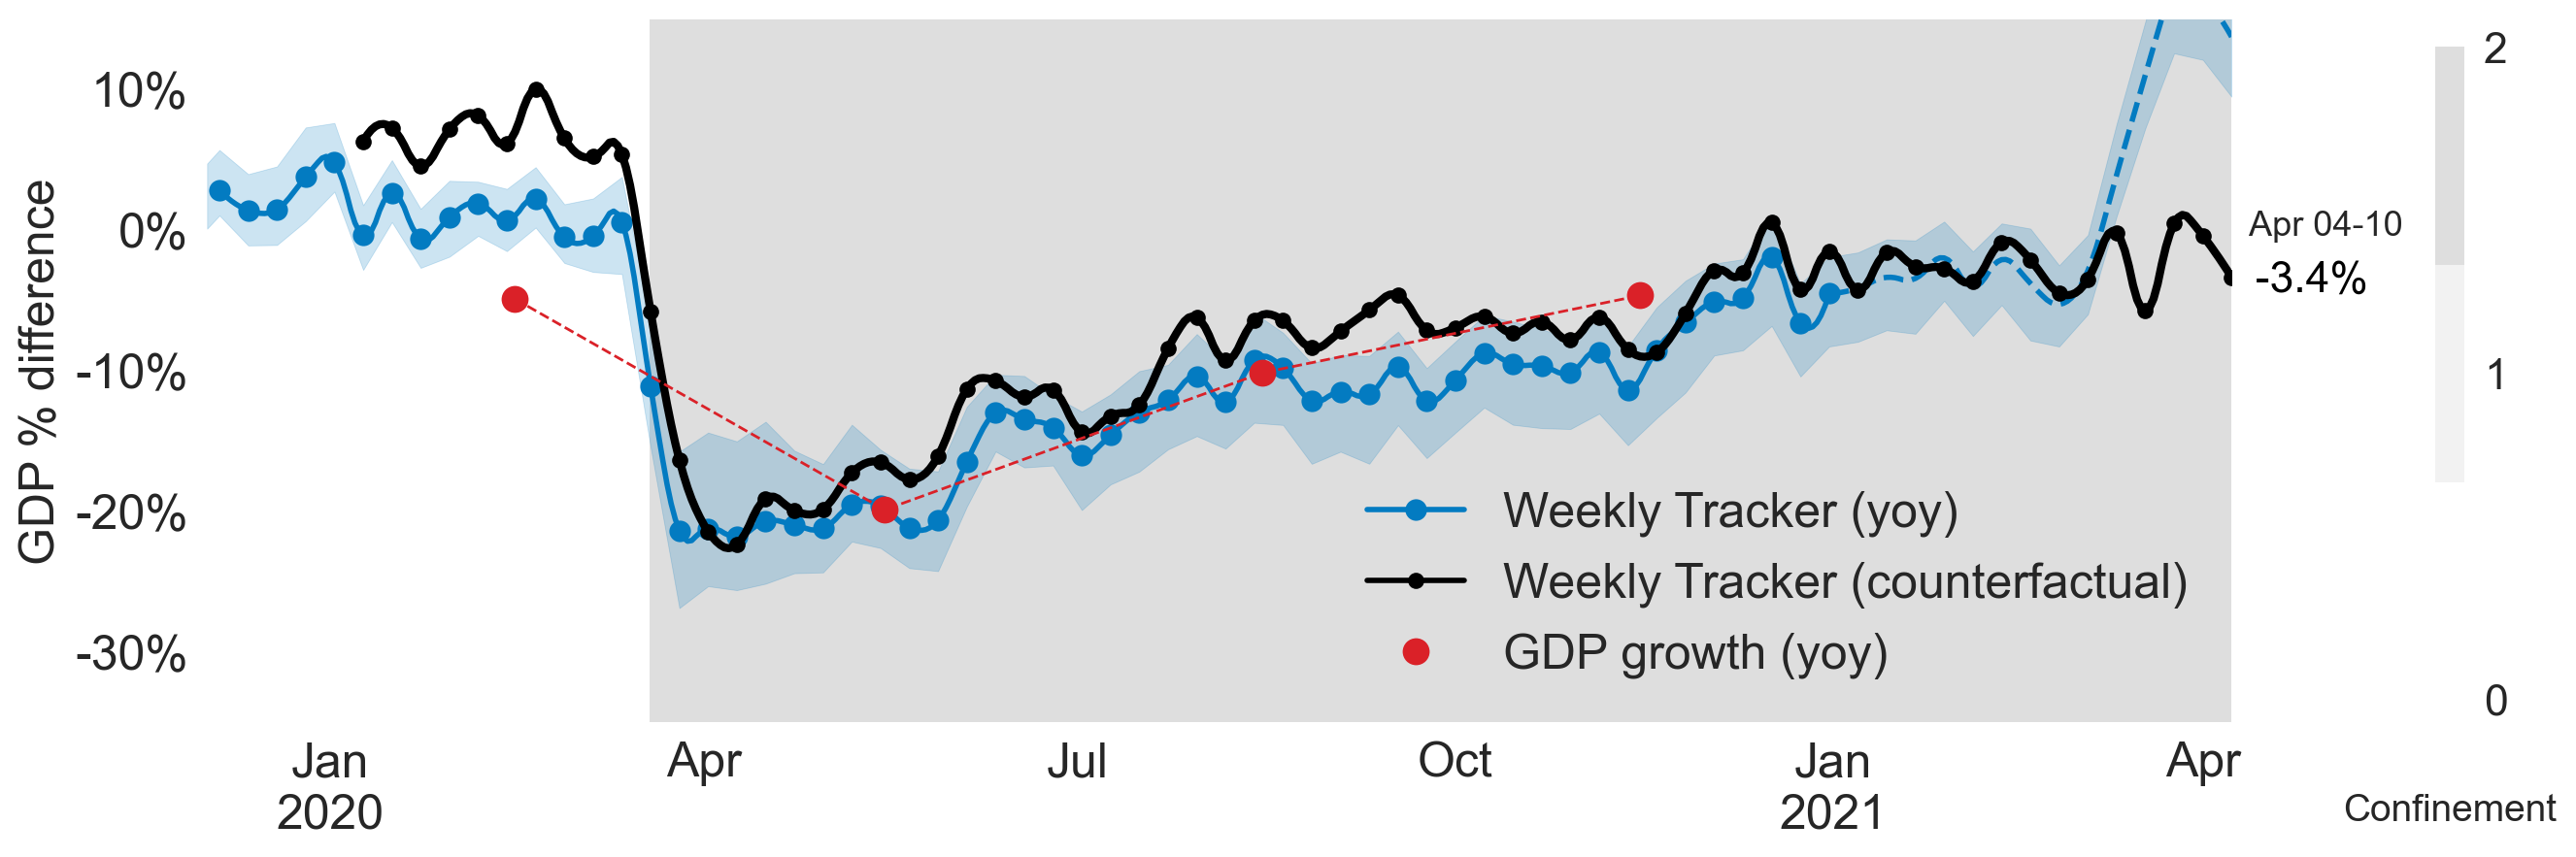 GDP % difference
10%
0%
-10%
-20%
-30%
Jan
2020
Apr
Jul
Oct
Jan
2021
Apr
Weekly Tracker (yoy)
Weekly Tracker (counterfactual)
GDP growth (yoy)
Apr 04-10
-3.4%
2
1
0
Confinement